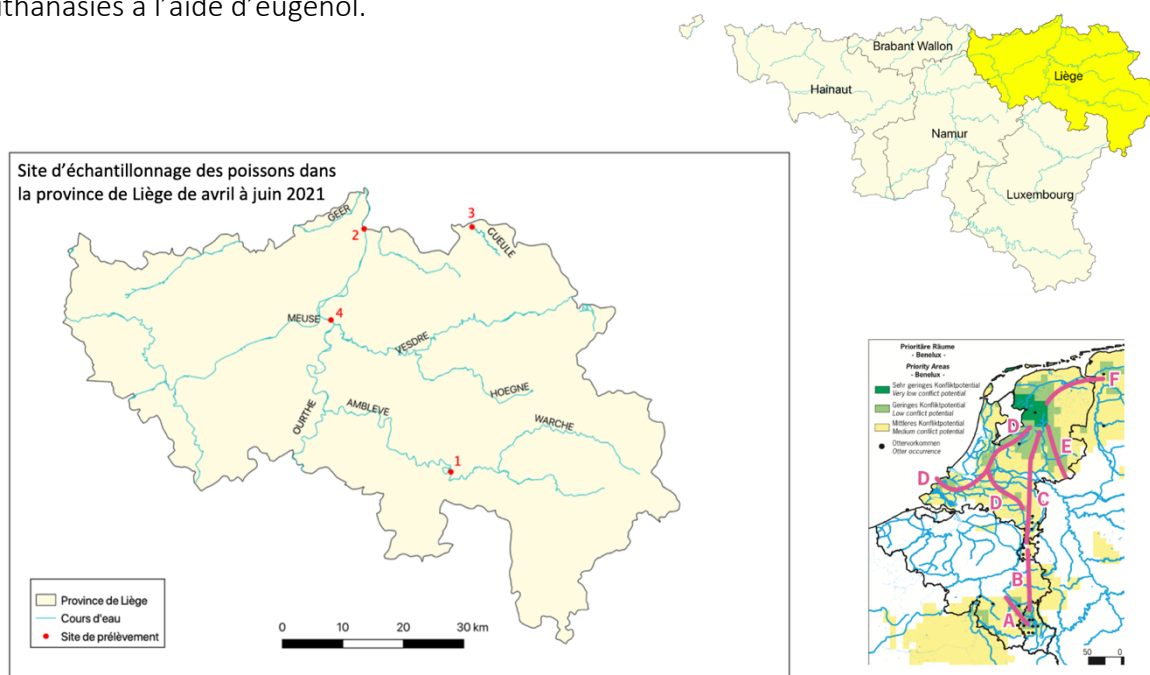 ithanasiés à l'aide d'eugénol.
Brabant Wallon
Liège
Hainaut
Namur
Luxembourg
Site d'échantillonnage des poissons dans
la province de Liège de avril à juin 2021
GEER
3
2
GUEULE
MEUSE
4
VESDRE
HOEGNE
OURTHE
AMBLEVE
WARCHE
1
Province de Liège
Cours d'eau
Site de prélèvement
0 10 20 30 km
Prioritäre Räume
- Benelux -
Priority Areas
- Benelux -
Sehr geringes Konfliktpotential
Very low conflict potential
Geringes Konfliktpotential
Low conflict potential
Mittleres Konfliktpotential
Medium conflict potential
Ottervorkommen
Otter occurrence
F
D
E
D
C
D
B
A
50 0